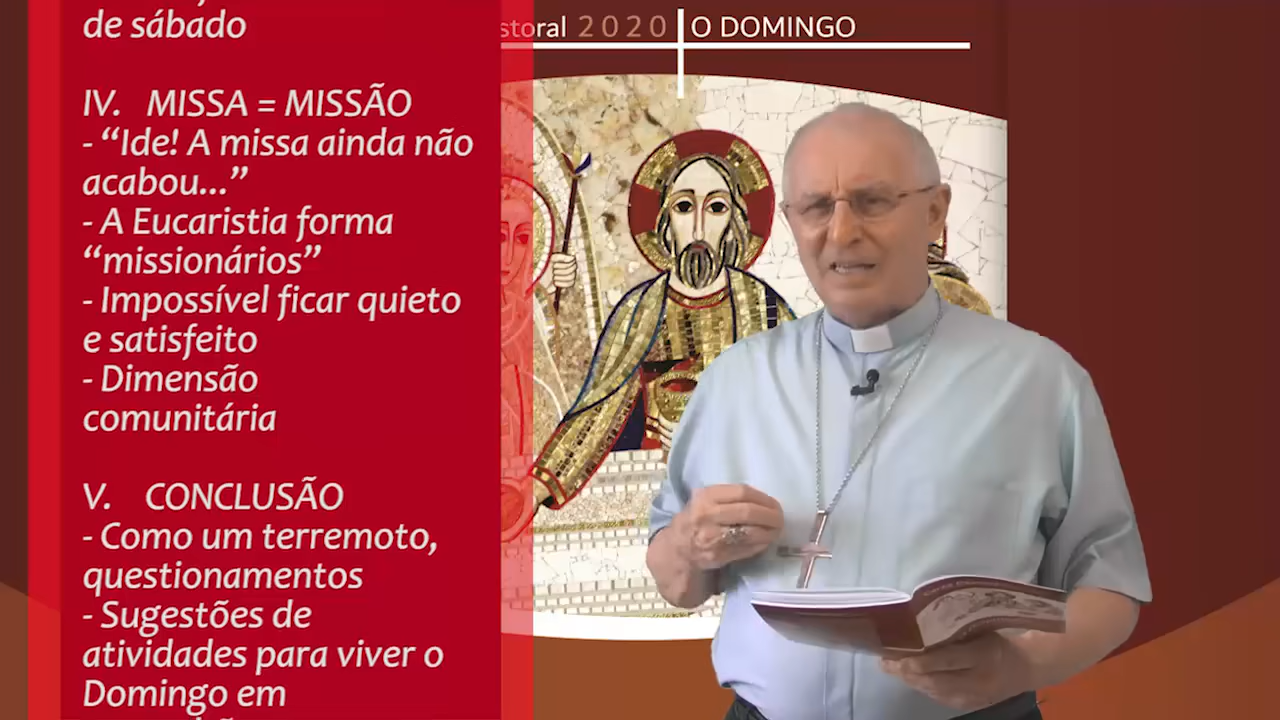 de sábado
storal 2020 O DOMINGO
IV. MISSA = MISSÃO
- “Ide! A missa ainda não
acabou...”
- A Eucaristia forma
“missionários”
- Impossível ficar quieto
e satisfeito
- Dimensão
comunitária
V. CONCLUSÃO
- Como um terremoto,
questionamentos
- Sugestões de
atividades para viver o
Domingo em